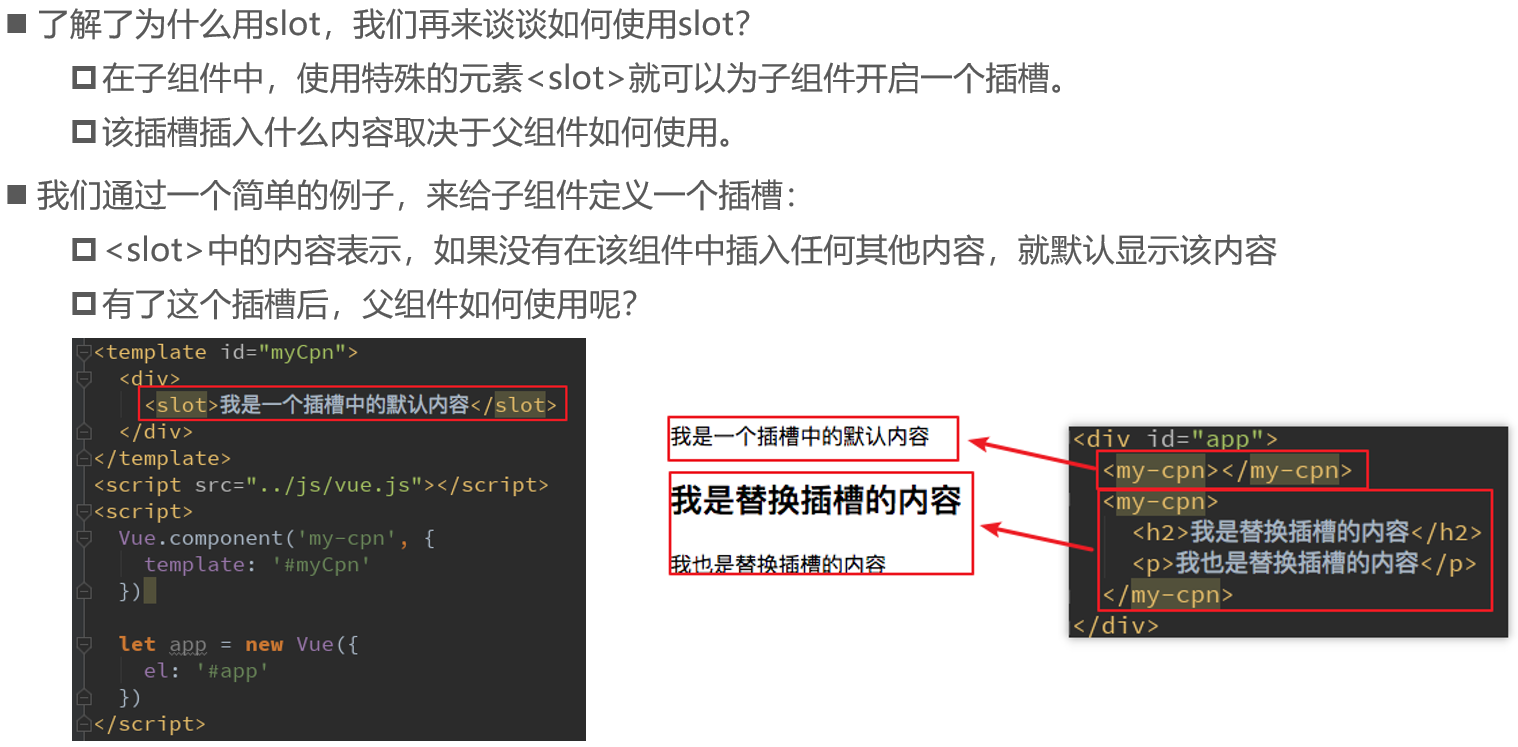 了解了为什么用slot，我们再来谈谈如何使用slot？
在子组件中，使用特殊的元素<slot>就可以为子组件开启一个插槽。
该插槽插入什么内容取决于父组件如何使用。
我们通过一个简单的例子，来给子组件定义一个插槽：
<slot>中的内容表示，如果没有在该组件中插入任何其他内容，就默认显示该内容
有了这个插槽后，父组件如何使用呢？
<template id="myCpn">
<div>
<slot>我是一个插槽中的默认内容</slot>
</div>
</template>
<script src="../js/vue.js"></script>
<script>
Vue.component('my-cpn', {
template: '#myCpn'
})
let app = new Vue({
el: '#app'
})
</script>
我是一个插槽中的默认内容
我是替换插槽的内容
我也是替换插槽的内容
<div id="app">
<my-cpn></my-cpn>
<my-cpn>
<h2>我是替换插槽的内容</h2>
<p>我也是替换插槽的内容</p>
</my-cpn>
</div>